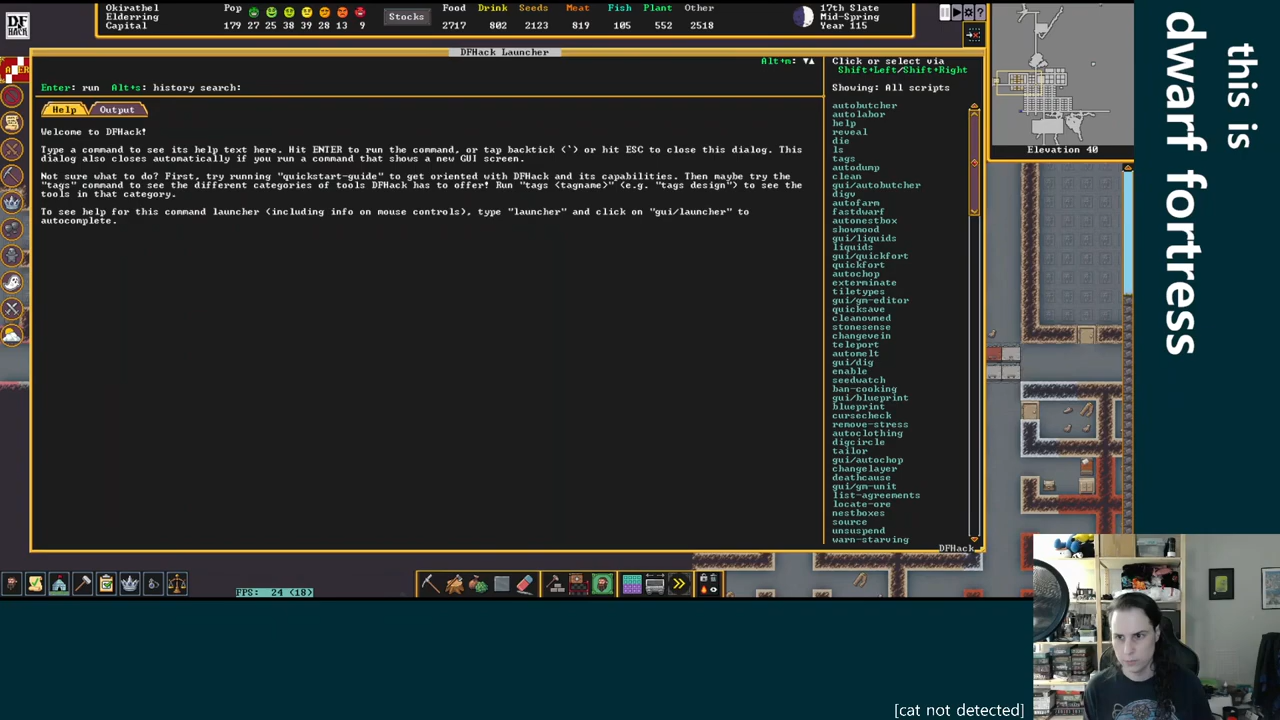 DF
HACK
Okirathel
Elderring
Capital
Pop
179 27 25 38 39 28 13 9
Stocks
Food Drink Seeds Meat Fish Plant Other
2717 802 2123 819 105 552 2518
17th Slate
Mid-Spring
Year 115
DFHack Launcher
Alt+m:
Enter: run Alt+s: history search:
Help
Output
Welcome to DFHack!
Type a command to see its help text here. Hit ENTER to run the command, or tap backtick (`) or hit ESC to close this dialog. This
dialog also closes automatically if you run a command that shows a new GUI screen.
Not sure what to do? First, try running "quickstart-guide" to get oriented with DFHack and its capabilities. Then maybe try the
"tags" command to see the different categories of tools DFHack has to offer! Run "tags <tagname>" (e.g. "tags design") to see the
tools in that category.
To see help for this command launcher (including info on mouse controls), type "launcher" and click on "gui/launcher" to
autocomplete.
Click or select via
Shift+Left/Shift+Right
Showing: All scripts
autobutcher
autolabor
help
reveal
die
ls
tags
autodump
clean
gui/autobutcher
digv
autofarm
fastdwarf
autonestbox
showmood
gui/liquids
liquids
gui/quickfort
quickfort
autochop
exterminate
tiletypes
gui/gm-editor
quicksave
cleanowned
stonesense
changevein
teleport
automelt
gui/dig
enable
seedwatch
ban-cooking
gui/blueprint
blueprint
cursecheck
remove-stress
autoclothing
digcircle
tailor
gui/autochop
changelayer
deathcause
gui/gm-unit
list-agreements
locate-ore
nestboxes
source
unsuspend
warn-starving
DFHack
Elevation 40
this is
dwarf fortress
FPS: 24 (18)
[cat not detected]